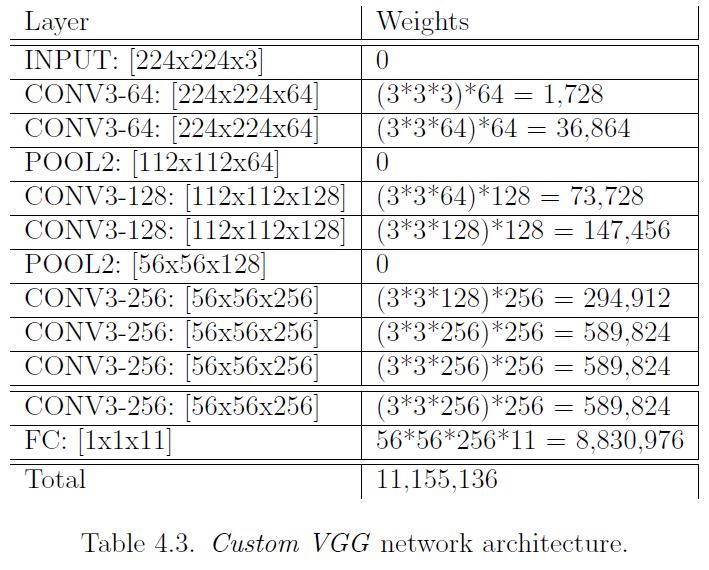 Layer Weights
INPUT: [224x224x3] 0
CONV3-64: [224x224x64] (3*3*3)*64 = 1,728
CONV3-64: [224x224x64] (3*3*64)*64 = 36,864
POOL2: [112x112x64] 0
CONV3-128: [112x112x128] (3*3*64)*128 = 73,728
CONV3-128: [112x112x128] (3*3*128)*128 = 147,456
POOL2: [56x56x128] 0
CONV3-256: [56x56x256] (3*3*128)*256 = 294,912
CONV3-256: [56x56x256] (3*3*256)*256 = 589,824
CONV3-256: [56x56x256] (3*3*256)*256 = 589,824
CONV3-256: [56x56x256] (3*3*256)*256 = 589,824
FC: [1x1x11] 56*56*256*11 = 8,830,976
Total 11,155,136
Table 4.3. Custom VGG network architecture.